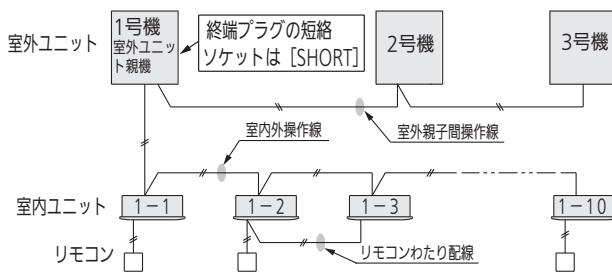 室外ユニット
1号機
室外ユニッ
ト親機
終端プラグの短絡
ソケットは［SHORT］
2号機
3号機
室内外操作線
室外親子間操作線
室内ユニット
1−1
1−2
1−3
1−10
リモコン
リモコンわたり配線